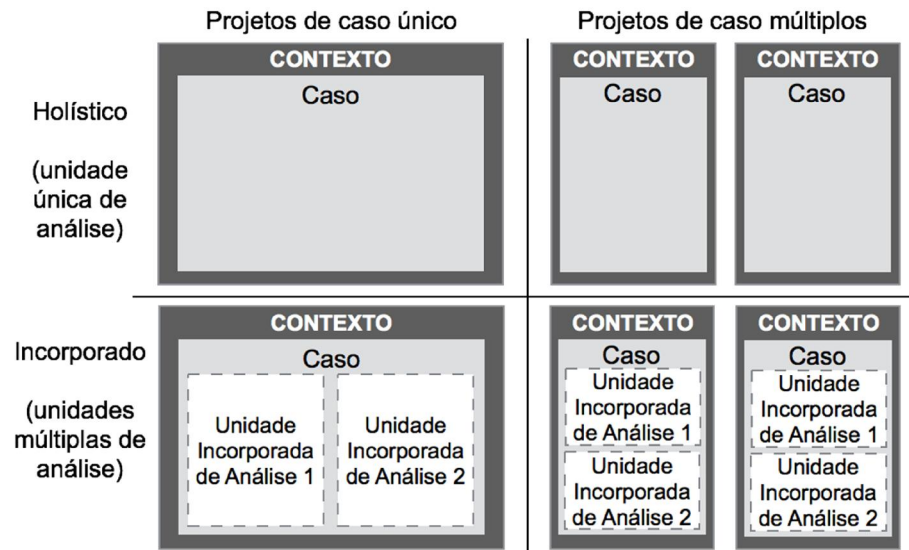 Projetos de caso único
Projetos de caso múltiplos
Holístico
(unidade
única de
análise)
CONTEXTO
Caso
CONTEXTO
Caso
CONTEXTO
Caso
Incorporado
(unidades
múltiplas de
análise)
CONTEXTO
Caso
Unidade
Incorporada
de Análise 1
Unidade
Incorporada
de Análise 2
CONTEXTO
Caso
Unidade
Incorporada
de Análise 1
Unidade
Incorporada
de Análise 2
CONTEXTO
Caso
Unidade
Incorporada
de Análise 1
Unidade
Incorporada
de Análise 2